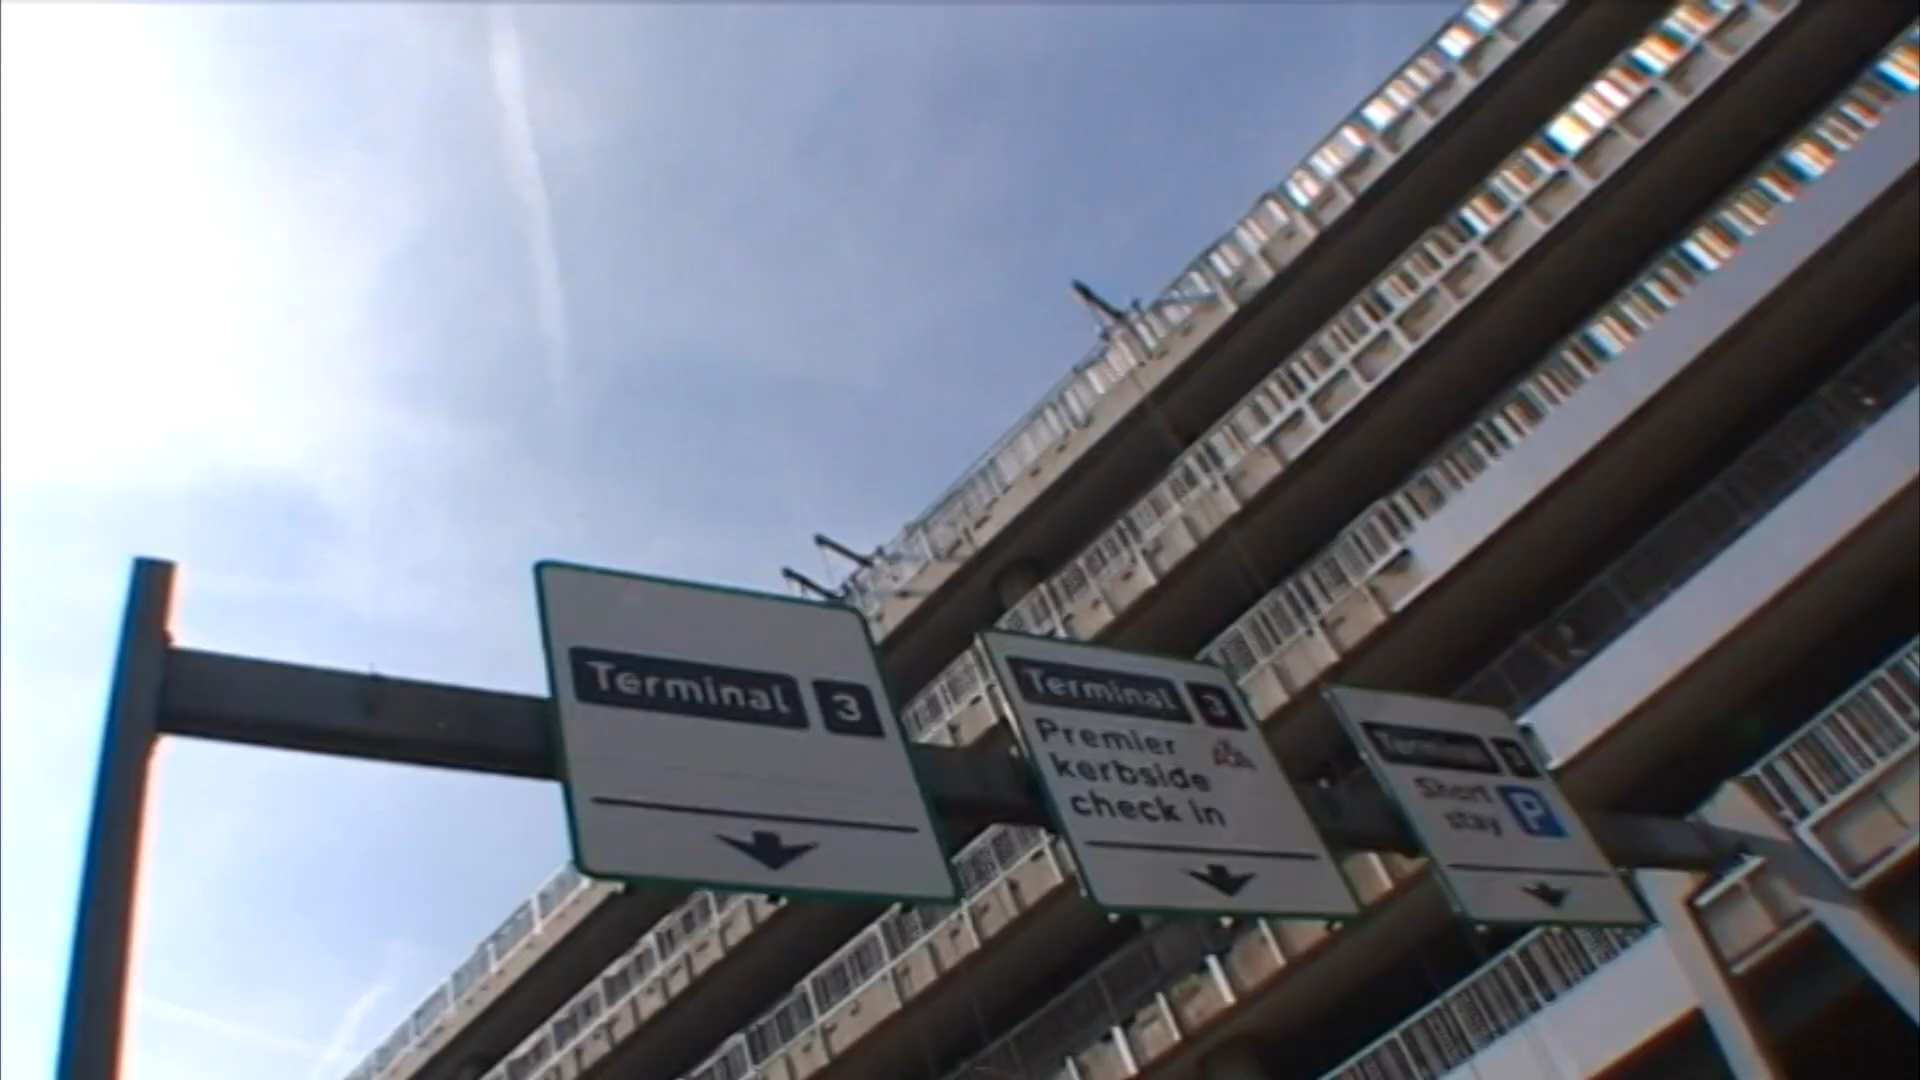 Terminal 3
Terminal 3
Premier
kerbside
check in
Terminal 3
Short
stay
P